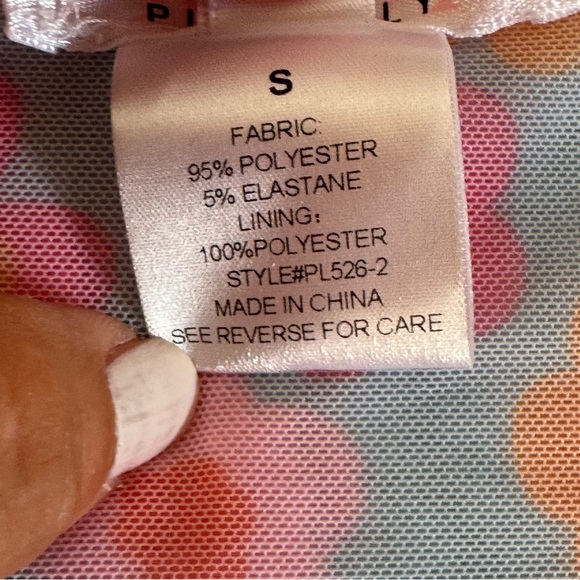 S
FABRIC:
95% POLYESTER
5% ELASTANE
LINING:
100%POLYESTER
STYLE#PL526-2
MADE IN CHINA
SEE REVERSE FOR CARE